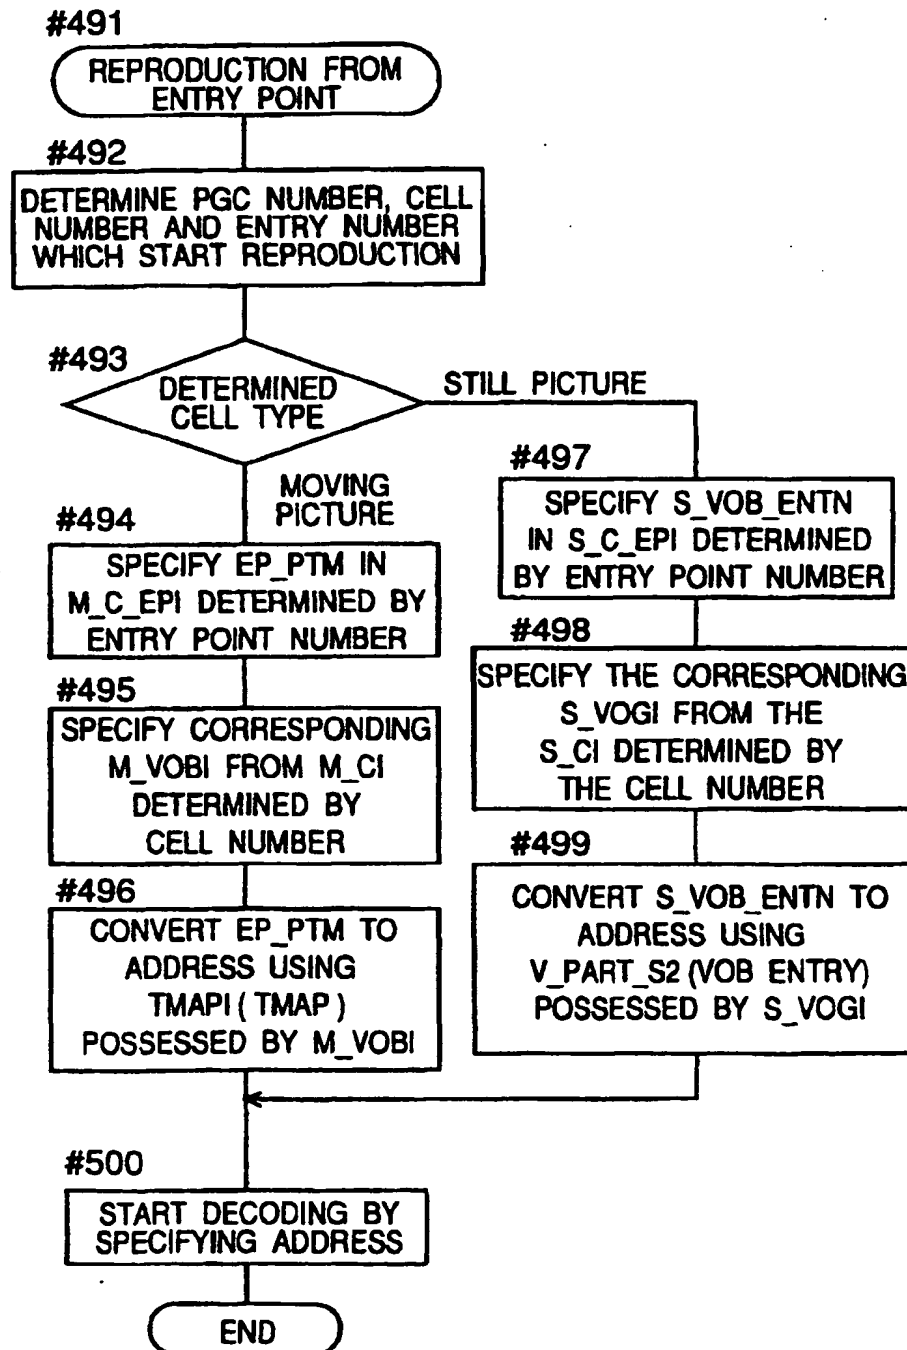 #491
REPRODUCTION FROM
ENTRY POINT
#492
DETERMINE PGC NUMBER, CELL
NUMBER AND ENTRY NUMBER
WHICH START REPRODUCTION
#493
DETERMINED
CELL TYPE
STILL PICTURE
MOVING
PICTURE
#494
SPECIFY EP_PTM IN
M_C_EPI DETERMINED BY
ENTRY POINT NUMBER
#495
SPECIFY CORRESPONDING
M_VOBI FROM M_CI
DETERMINED BY
CELL NUMBER
#496
CONVERT EP_PTM TO
ADDRESS USING
TMAPI ( TMAP )
POSSESSED BY M_VOBI
#497
SPECIFY S_VOB_ENTN
IN S_C_EPI DETERMINED
BY ENTRY POINT NUMBER
#498
SPECIFY THE CORRESPONDING
S_VOGI FROM THE
S_CI DETERMINED BY
THE CELL NUMBER
#499
CONVERT S_VOB_ENTN TO
ADDRESS USING
V_PART_S2 (VOB ENTRY)
POSSESSED BY S_VOGI
#500
START DECODING BY
SPECIFYING ADDRESS
END